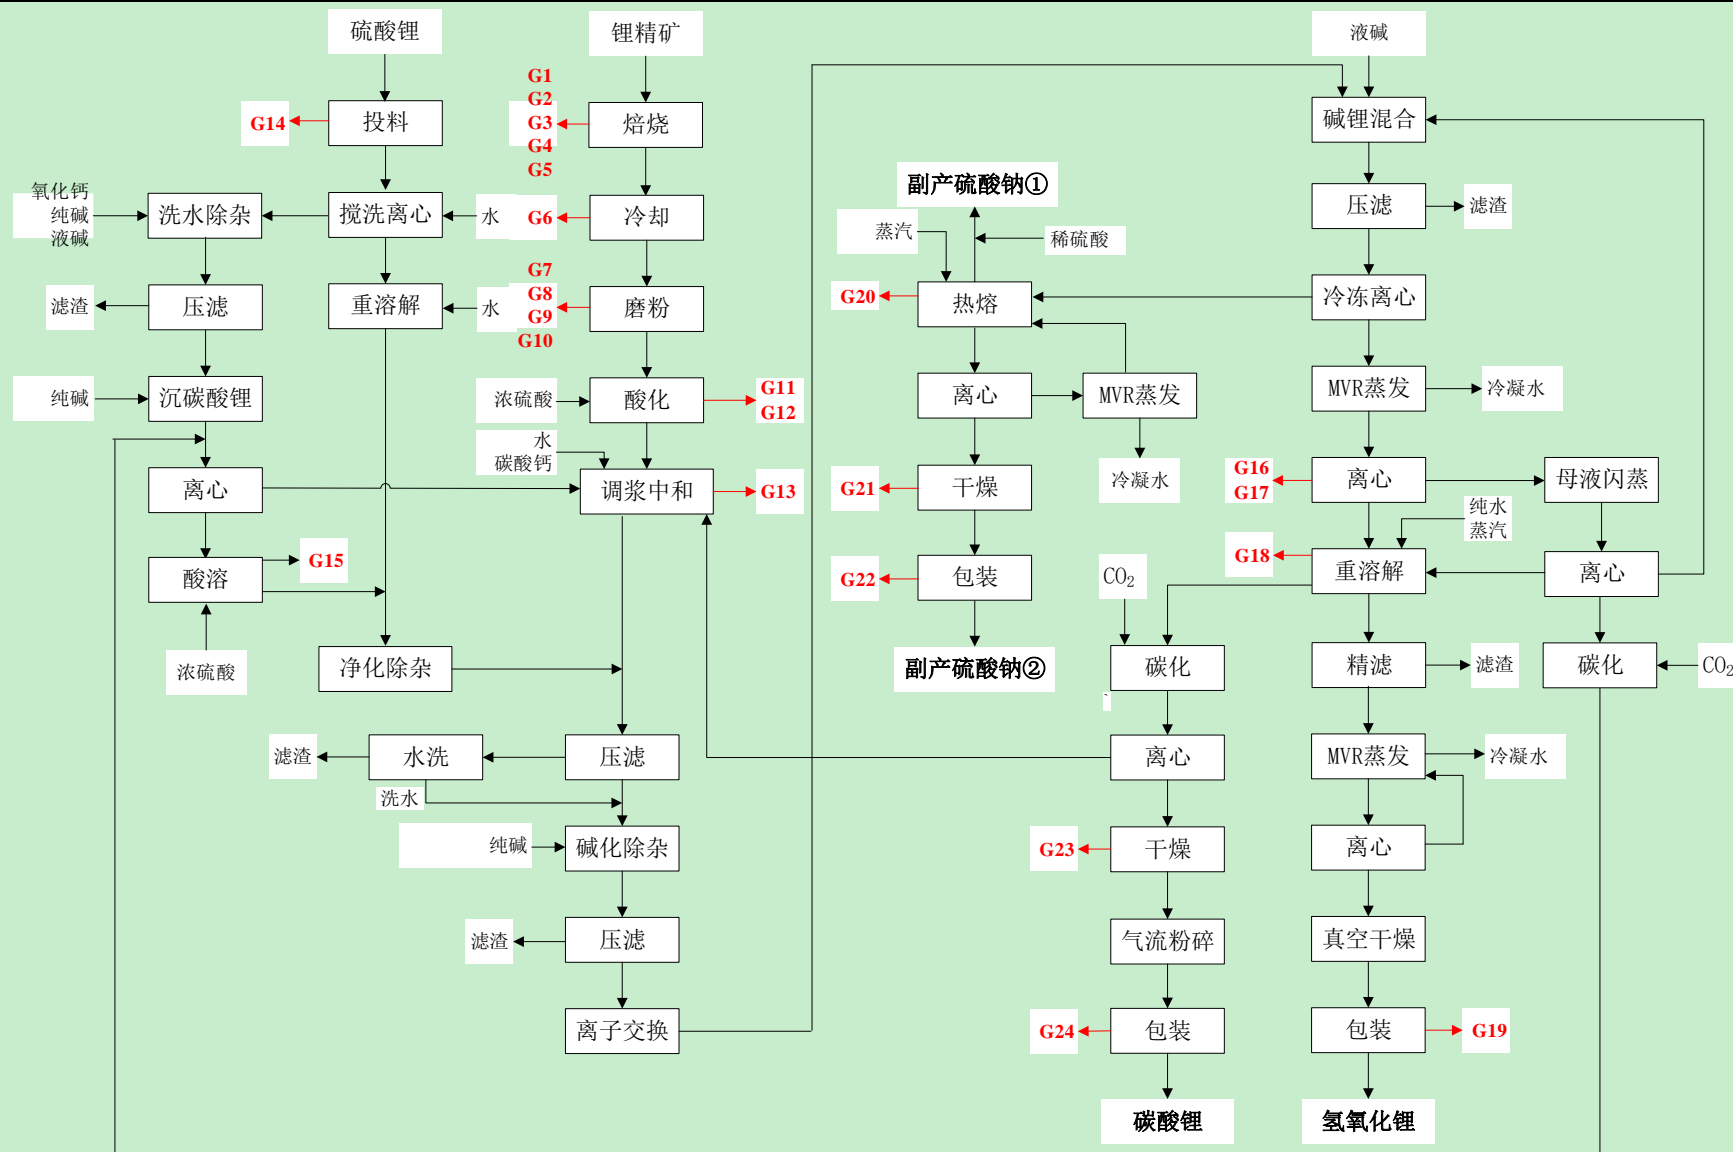 硫酸锂
锂精矿
液碱
G1
G2
G3
G4
G5
G14
投料
焙烧
碱锂混合
副产硫酸钠①
氧化钙
纯碱
液碱
洗水除杂
搅洗离心
水
G6
冷却
压滤
滤渣
蒸汽
稀硫酸
滤渣
压滤
重溶解
水
G7
G8
G9
G10
磨粉
G20
热熔
冷冻离心
纯碱
沉碳酸锂
浓硫酸
酸化
G11
G12
离心
MVR蒸发
MVR蒸发
冷凝水
水
碳酸钙
离心
调浆中和
G13
G21
干燥
冷凝水
G16
G17
离心
母液闪蒸
纯水
蒸汽
酸溶
G15
G22
包装
CO₂
G18
重溶解
离心
浓硫酸
净化除杂
副产硫酸钠②
碳化
`
精滤
滤渣
碳化
CO₂
滤渣
水洗
压滤
离心
MVR蒸发
冷凝水
洗水
纯碱
碱化除杂
G23
干燥
离心
滤渣
压滤
气流粉碎
真空干燥
离子交换
G24
包装
包装
G19
碳酸锂
氢氧化锂